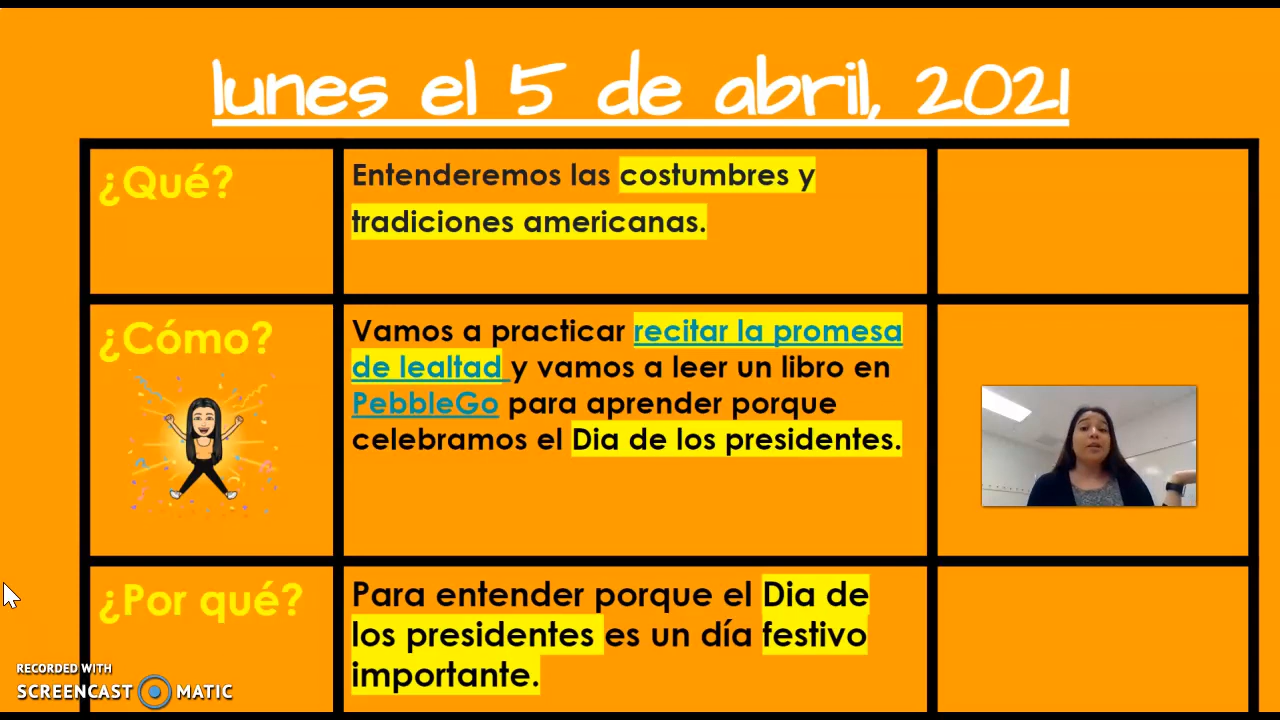 lunes el 5 de abril, 2021
¿Qué?
Entenderemos las costumbres y
tradiciones americanas.
¿Cómo?
Vamos a practicar recitar la promesa
de lealtad y vamos a leer un libro en
PebbleGo para aprender porque
celebramos el Dia de los presidentes.
¿Por qué?
Para entender porque el Dia de
los presidentes es un día festivo
importante.
RECORDED WITH
SCREENCAST MATIC